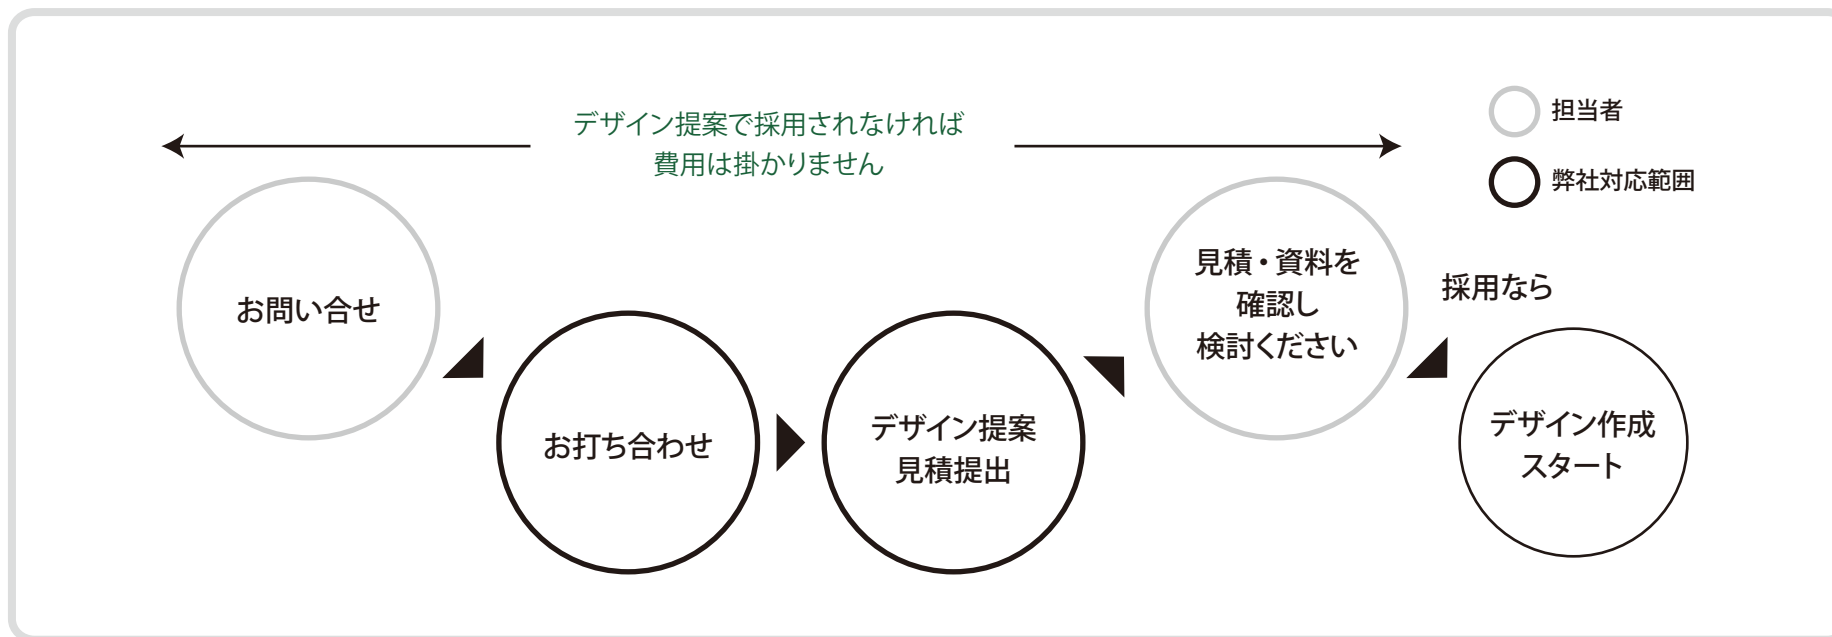 デザイン提案で採用されなければ
費用は掛かりません
担当者
弊社対応範囲
お問い合せ
お打ち合わせ
デザイン提案
見積提出
見積・資料を
確認し
検討ください
採用なら
デザイン作成
スタート